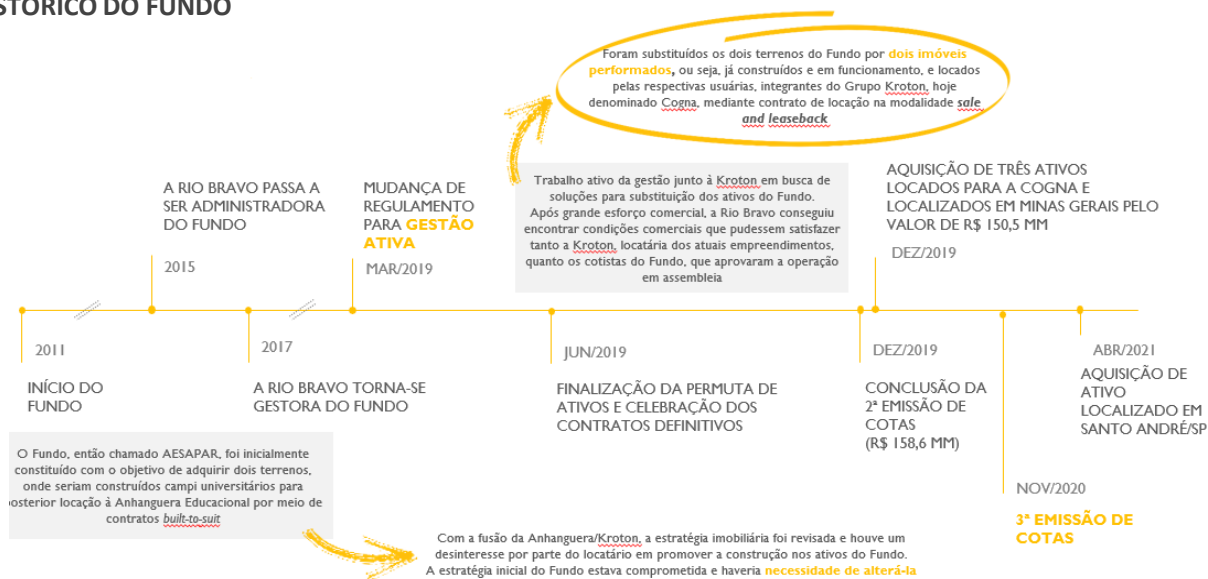 STÓRICO DO FUNDO
Foram substituídos os dois terrenos do Fundo por dois imóveis
performados, ou seja, já construídos e em funcionamento, e locados
pelas respectivas usuárias, integrantes do Grupo Kroton, hoje
denominado Cogna, mediante contrato de locação na modalidade sale
and leaseback
Trabalho ativo da gestão junto à Kroton em busca de
soluções para substituição dos ativos do Fundo.
Após grande esforço comercial, a Rio Bravo conseguiu
encontrar condições comerciais que pudessem satisfazer
tanto a Kroton, locatária dos atuais empreendimentos,
quanto os cotistas do Fundo, que aprovaram a operação
em assembleia
A RIO BRAVO PASSA A
SER ADMINISTRADORA
DO FUNDO
2015
MUDANÇA DE
REGULAMENTO
PARA GESTÃO
ATIVA
MAR/2019
AQUISIÇÃO DE TRÊS ATIVOS
LOCADOS PARA A COGNA E
LOCALIZADOS EM MINAS GERAIS PELO
VALOR DE R$ 150,5 MM
DEZ/2019
2011
INÍCIO DO
FUNDO
2017
A RIO BRAVO TORNA-SE
GESTORA DO FUNDO
JUN/2019
FINALIZAÇÃO DA PERMUTA DE
ATIVOS E CELEBRAÇÃO DOS
CONTRATOS DEFINITIVOS
DEZ/2019
CONCLUSÃO DA
2ª EMISSÃO DE
COTAS
(R$ 158,6 MM)
ABR/2021
AQUISIÇÃO DE
ATIVO
LOCALIZADO EM
SANTO ANDRÉ/SP
NOV/2020
3ª EMISSÃO DE
COTAS
O Fundo, então chamado AESAPAR, foi inicialmente
constituído com o objetivo de adquirir dois terrenos,
onde seriam construídos campi universitários para
posterior locação à Anhanguera Educacional por meio de
contratos built-to-suit
Com a fusão da Anhanguera/Kroton, a estratégia imobiliária foi revisada e houve um
desinteresse por parte do locatário em promover a construção nos ativos do Fundo.
A estratégia inicial do Fundo estava comprometida e haveria necessidade de alterá-la